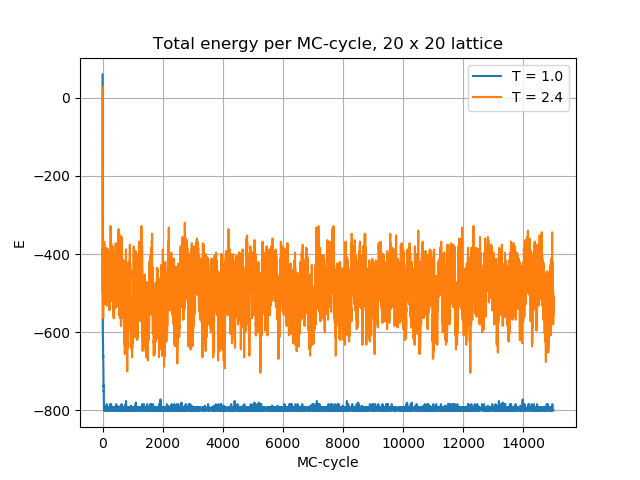 Total energy per MC-cycle, 20 x 20 lattice
T = 1.0
T = 2.4
E
0
−200
−400
−600
−800
0 2000 4000 6000 8000 10000 12000 14000
MC-cycle